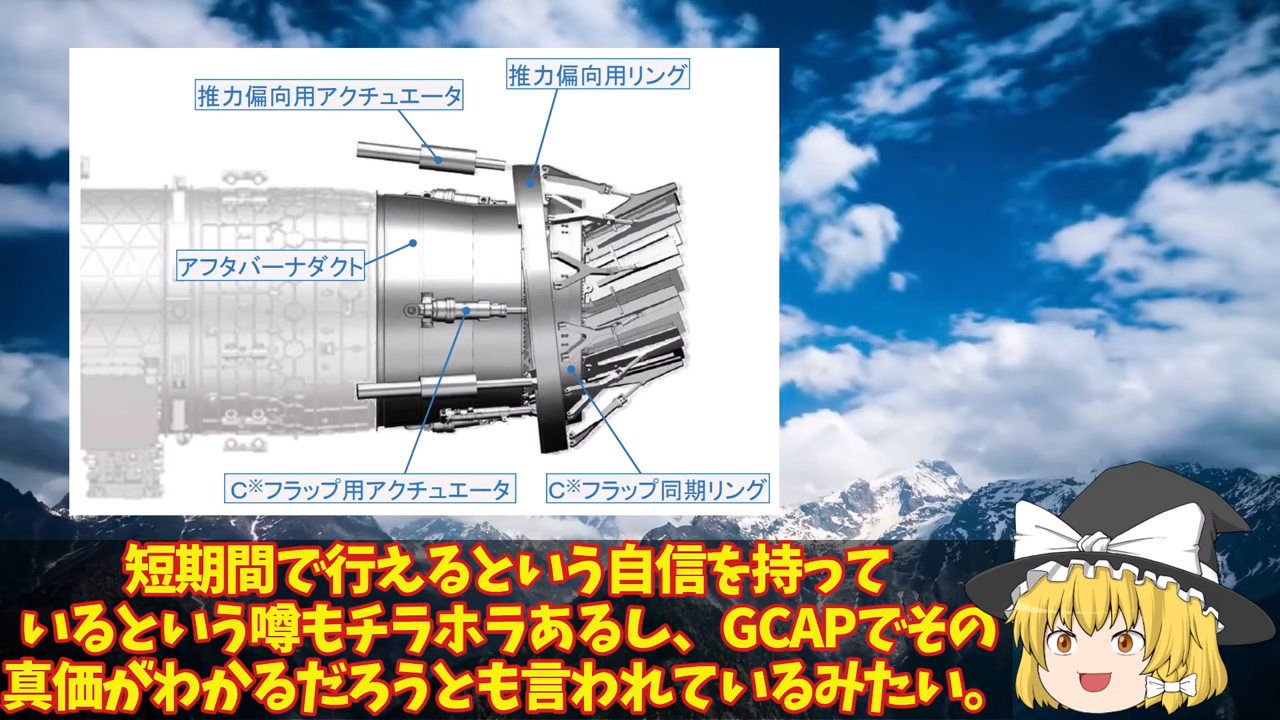 推力偏向用リング
推力偏向用アクチュエータ
アフタバーナダクト
C※フラップ用アクチュエータ
C※フラップ同期リング
短期間で行えるという自信を持って
いるという噂もチラホラあるし、GCAPでその
真価がわかるだろうとも言われているみたい。